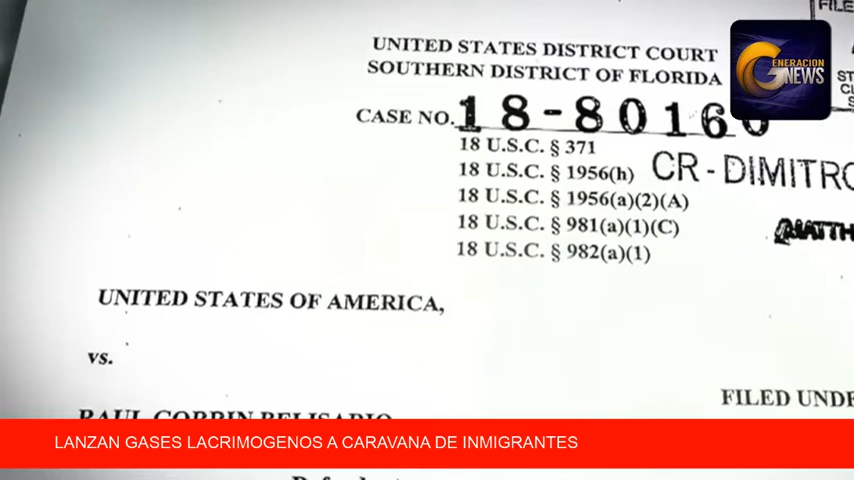 FILE
UNITED STATES DISTRICT COURT
SOUTHERN DISTRICT OF FLORIDA
GENERACION
NEWS
CASE NO. 18-80160
18 U.S.C. § 371
18 U.S.C. § 1956(h)
CR - DIMITRO
18 U.S.C. § 1956(a)(2)(A)
18 U.S.C. § 981(a)(1)(C)
MATTH
18 U.S.C. § 982(a)(1)
UNITED STATES OF AMERICA,
vs.
FILED UNDE
LANZAN GASES LACRIMOGENOS A CARAVANA DE INMIGRANTES